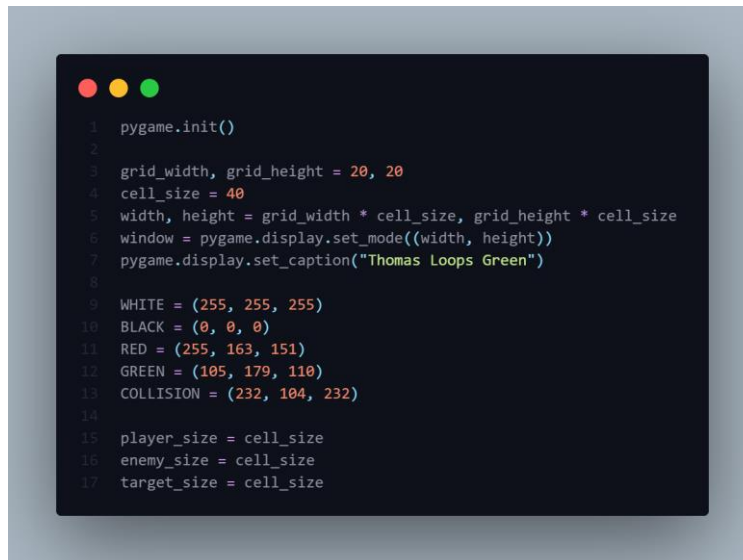 1 pygame.init()
2
3 grid_width, grid_height = 20, 20
4 cell_size = 40
5 width, height = grid_width * cell_size, grid_height * cell_size
6 window = pygame.display.set_mode((width, height))
7 pygame.display.set_caption("Thomas Loops Green")
8
9 WHITE = (255, 255, 255)
10 BLACK = (0, 0, 0)
11 RED = (255, 163, 151)
12 GREEN = (105, 179, 110)
13 COLLISION = (232, 104, 232)
14
15 player_size = cell_size
16 enemy_size = cell_size
17 target_size = cell_size